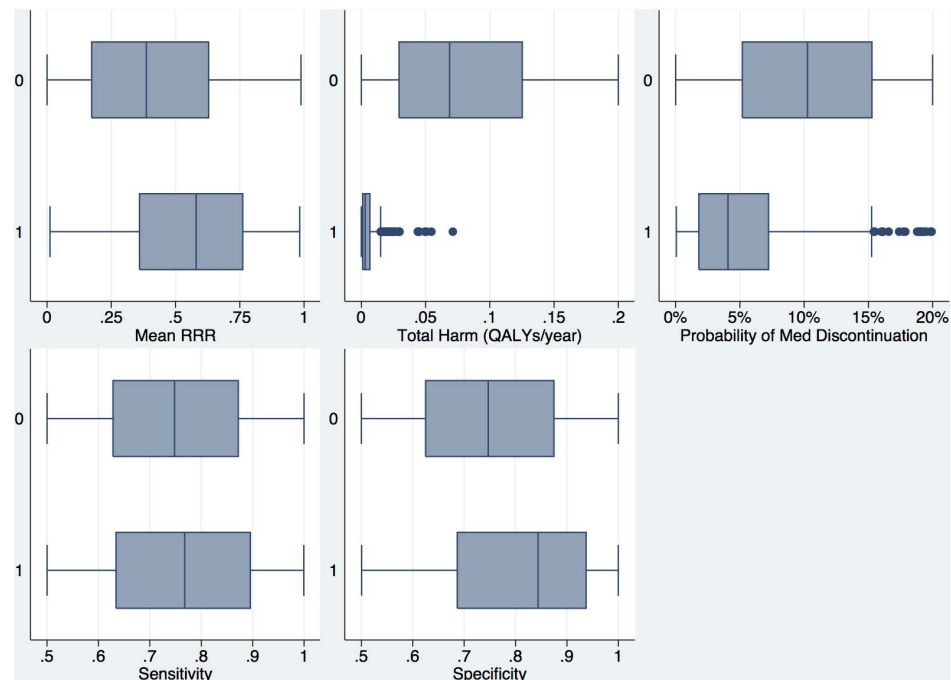 0
1
0 .25 .5 .75 1
Mean RRR
0
1
0 .05 .1 .15 .2
Total Harm (QALYs/year)
0
1
0% 5% 10% 15% 20%
Probability of Med Discontinuation
0
1
.5 .6 .7 .8 .9 1
Sensitivity
0
1
.5 .6 .7 .8 .9 1
Specificity